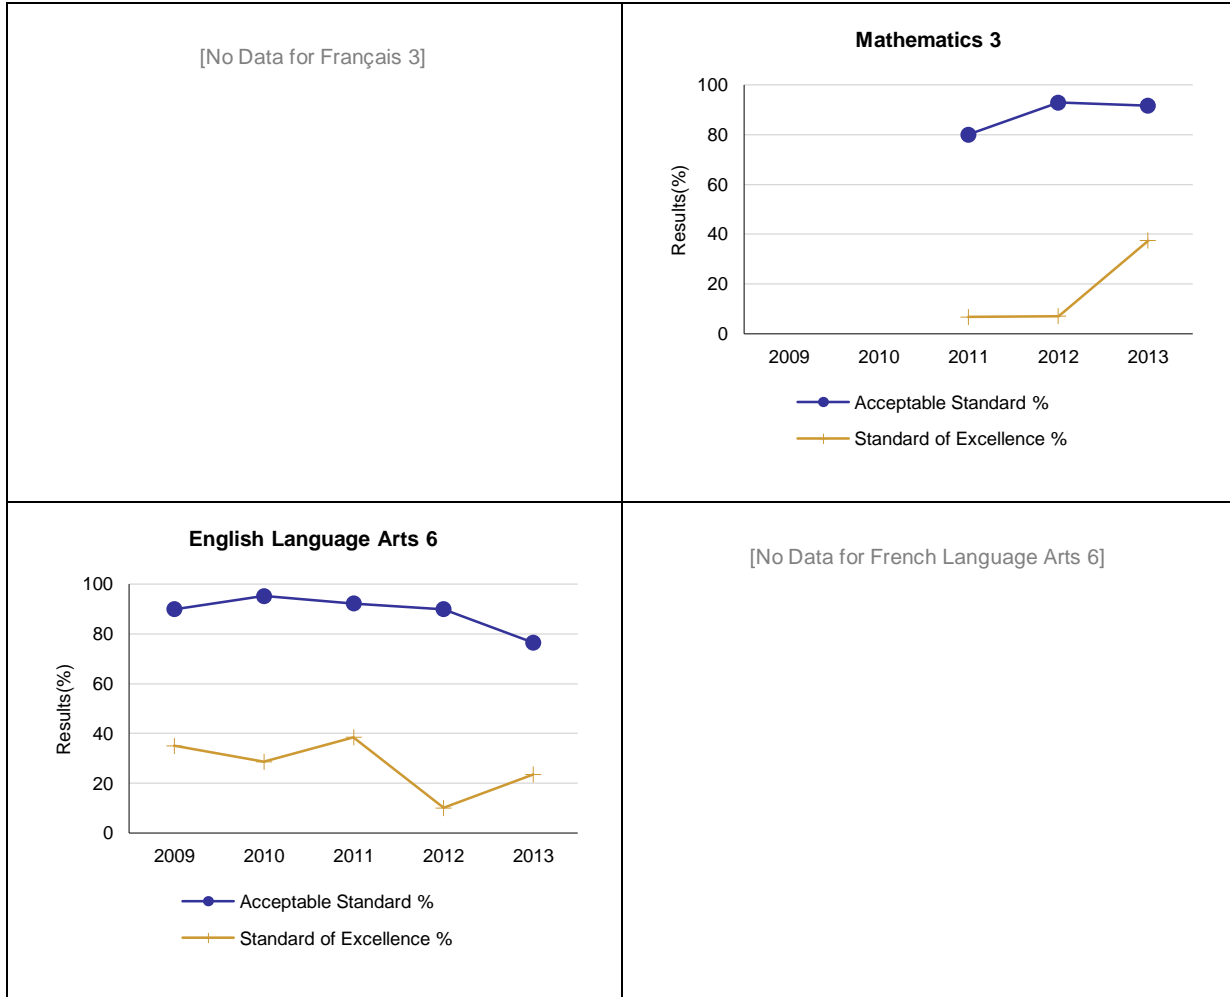 [No Data for Français 3]
Mathematics 3
100
80
60
40
20
0
Results(%)
2009 2010 2011 2012 2013
Acceptable Standard %
Standard of Excellence %
English Language Arts 6
100
80
60
40
20
0
Results(%)
2009 2010 2011 2012 2013
Acceptable Standard %
Standard of Excellence %
[No Data for French Language Arts 6]